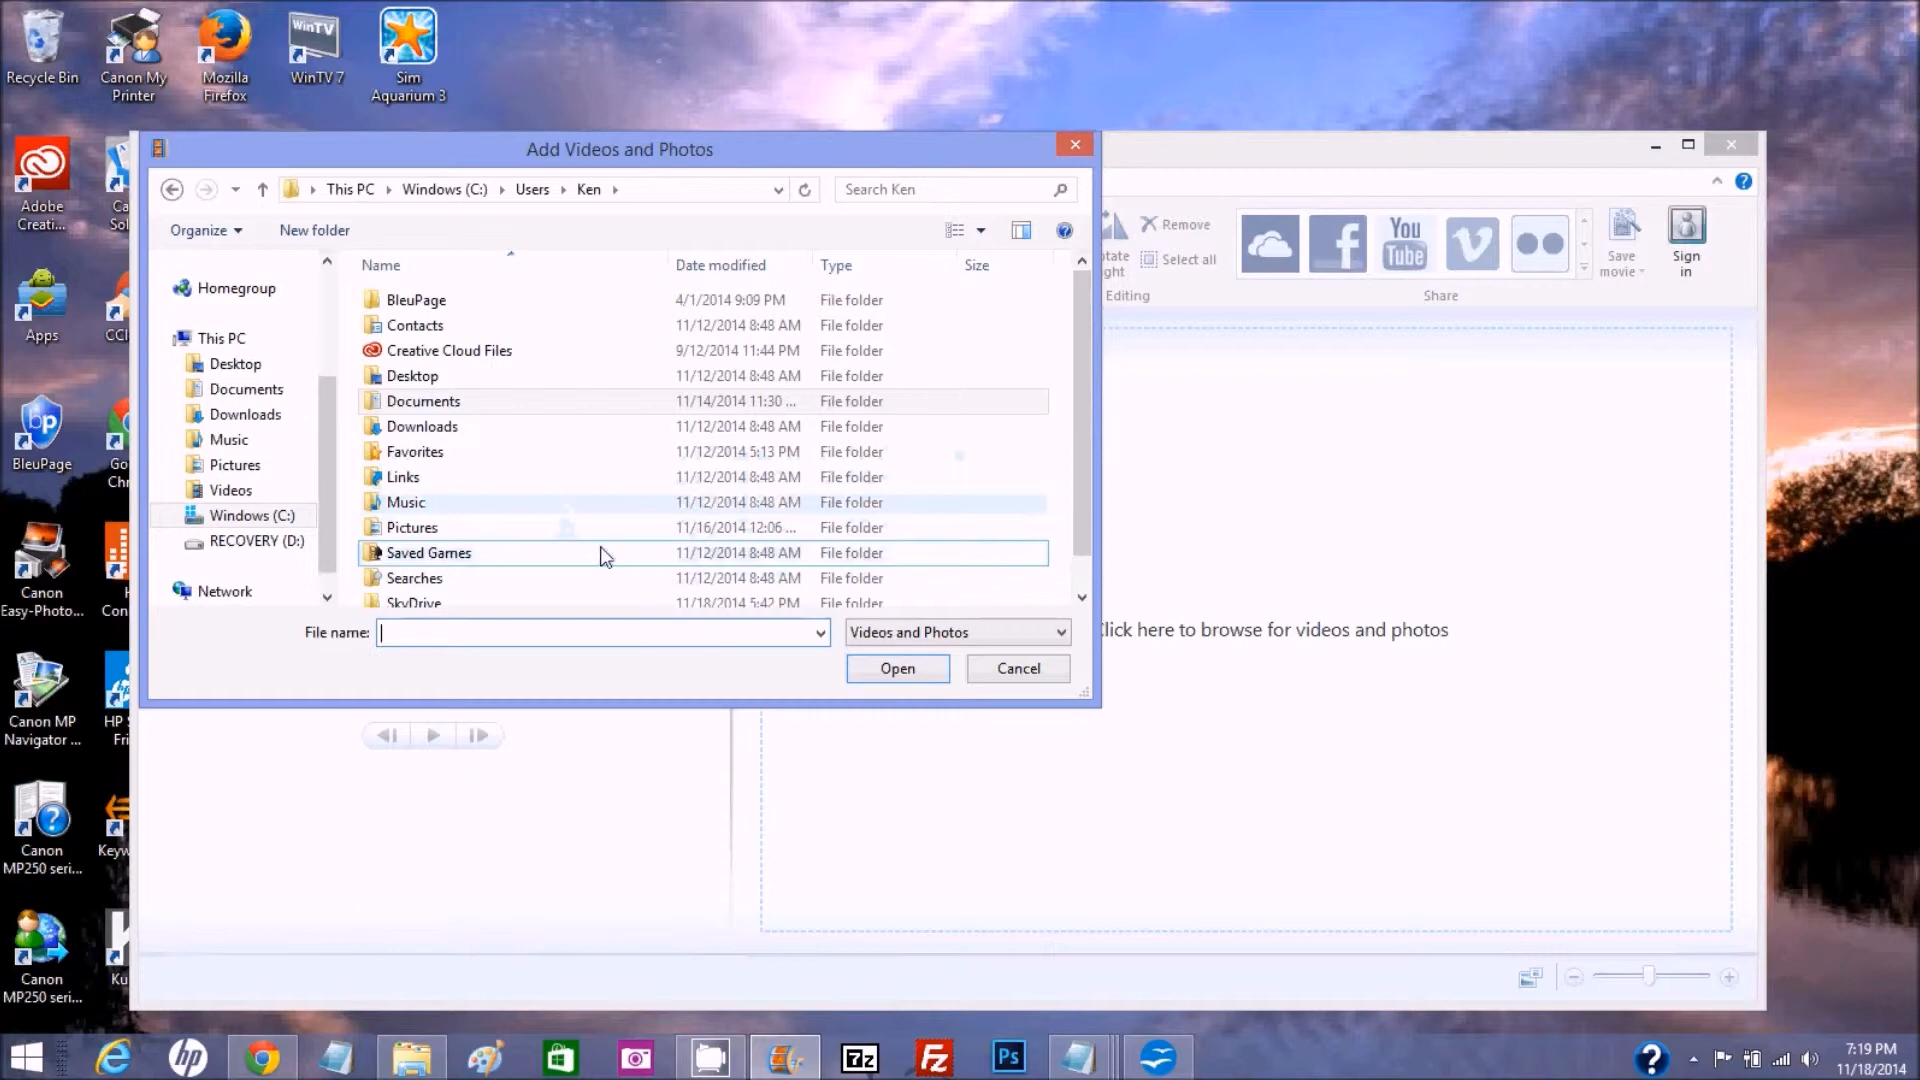 Recycle Bin
Canon My
Printer
Mozilla
Firefox
WinTV
WinTV 7
Sim
Aquarium 3
Adobe
Creati...
Apps
BleuPage
bp
Canon
Easy-Photo...
Canon MP
Navigator ...
Canon
MP250 seri...
Canon
MP250 seri...
Add Videos and Photos
This PC
Windows (C:)
Users
Ken
Search Ken
Organize
New folder
Homegroup
This PC
Desktop
Documents
Downloads
Music
Pictures
Videos
Windows (C:)
RECOVERY (D:)
Network
Name Date modified Type Size
BleuPage 4/1/2014 9:09 PM File folder
Contacts 11/12/2014 8:48 AM File folder
Creative Cloud Files 9/12/2014 11:44 PM File folder
Desktop 11/12/2014 8:48 AM File folder
Documents 11/14/2014 11:30 ... File folder
Downloads 11/12/2014 8:48 AM File folder
Favorites 11/12/2014 5:13 PM File folder
Links 11/12/2014 8:48 AM File folder
Music 11/12/2014 8:48 AM File folder
Pictures 11/16/2014 12:06 ... File folder
Saved Games 11/12/2014 8:48 AM File folder
Searches 11/12/2014 8:48 AM File folder
SkyDrive 11/18/2014 5:42 PM File folder
File name:
Videos and Photos
Open
Cancel
Remove
Select all
Editing
You
Tube
Share
Save
movie
Sign
in
Click here to browse for videos and photos
hp
7z
FZ
Ps
7:19 PM
11/18/2014